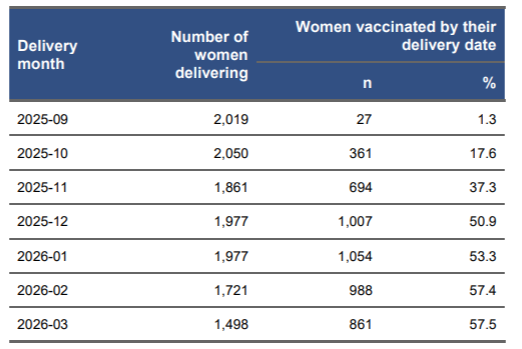 Delivery month Number of women delivering Women vaccinated by their delivery date
n %
2025-09 2,019 27 1.3
2025-10 2,050 361 17.6
2025-11 1,861 694 37.3
2025-12 1,977 1,007 50.9
2026-01 1,977 1,054 53.3
2026-02 1,721 988 57.4
2026-03 1,498 861 57.5